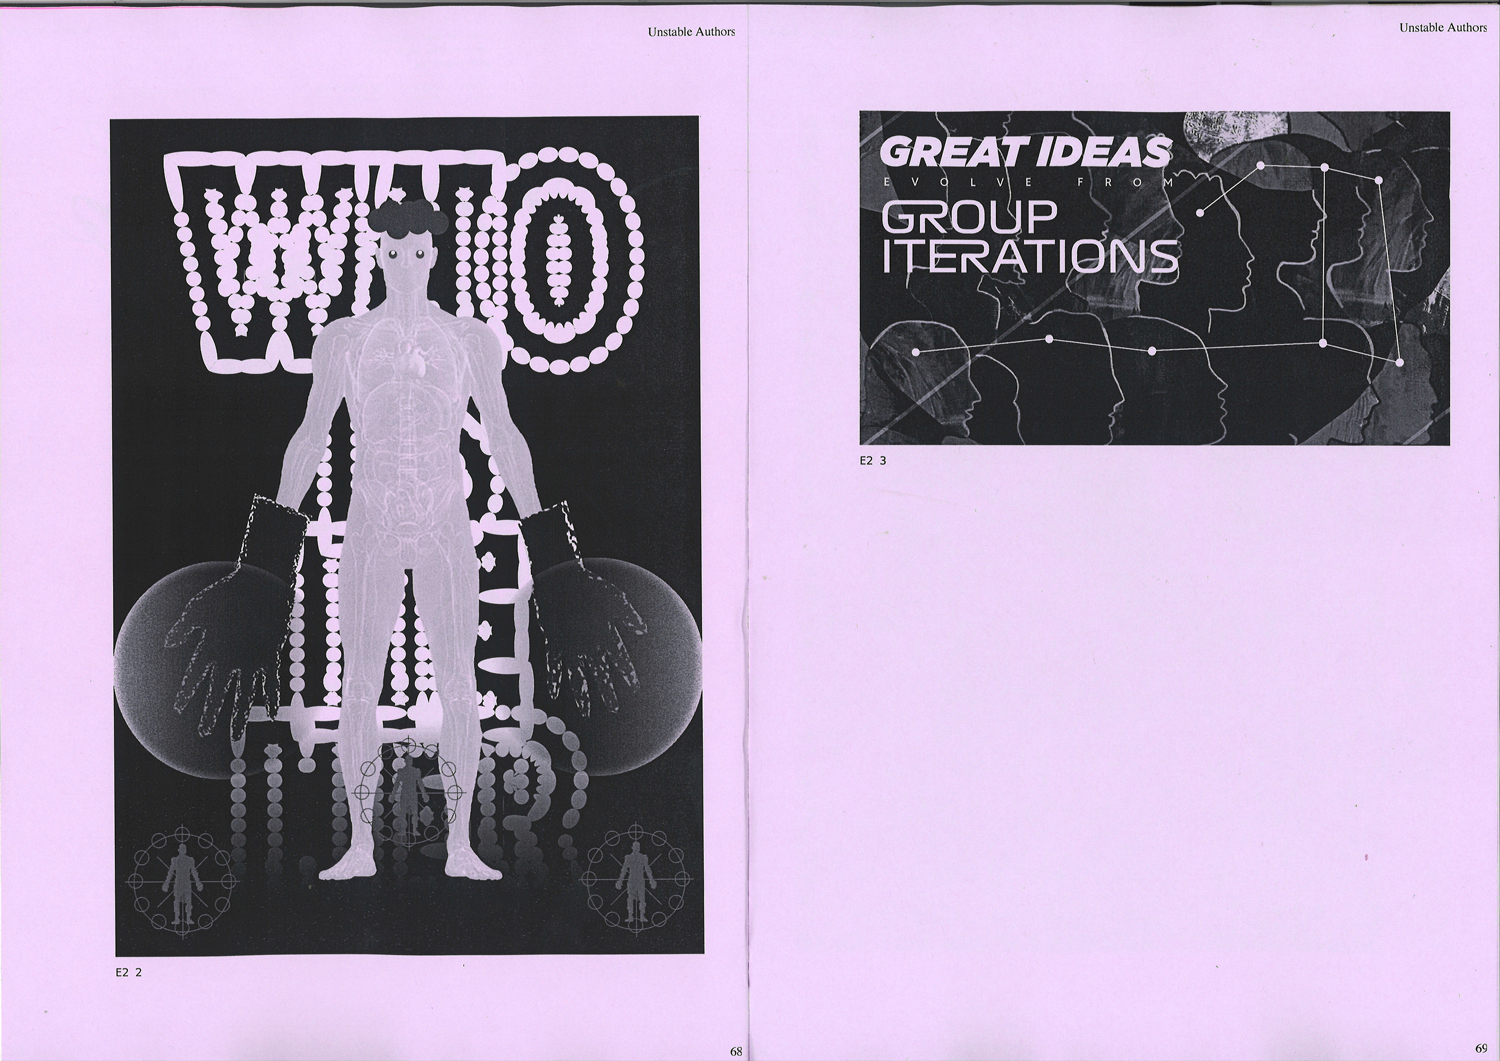 Unstable Authors
WHO
E2 2
68
Unstable Authors
GREAT IDEAS
EVOLVE FROM
GROUP
ITERATIONS
E2 3
69